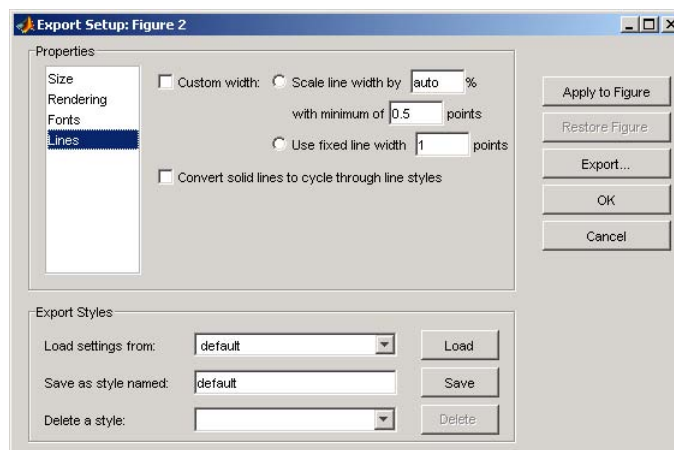 Export Setup: Figure 2
Properties
Size
Rendering
Fonts
Lines
Custom width: Scale line width by auto %
with minimum of 0.5 points
Use fixed line width 1 points
Convert solid lines to cycle through line styles
Apply to Figure
Restore Figure
Export...
OK
Cancel
Export Styles
Load settings from: default Load
Save as style named: default Save
Delete a style: Delete